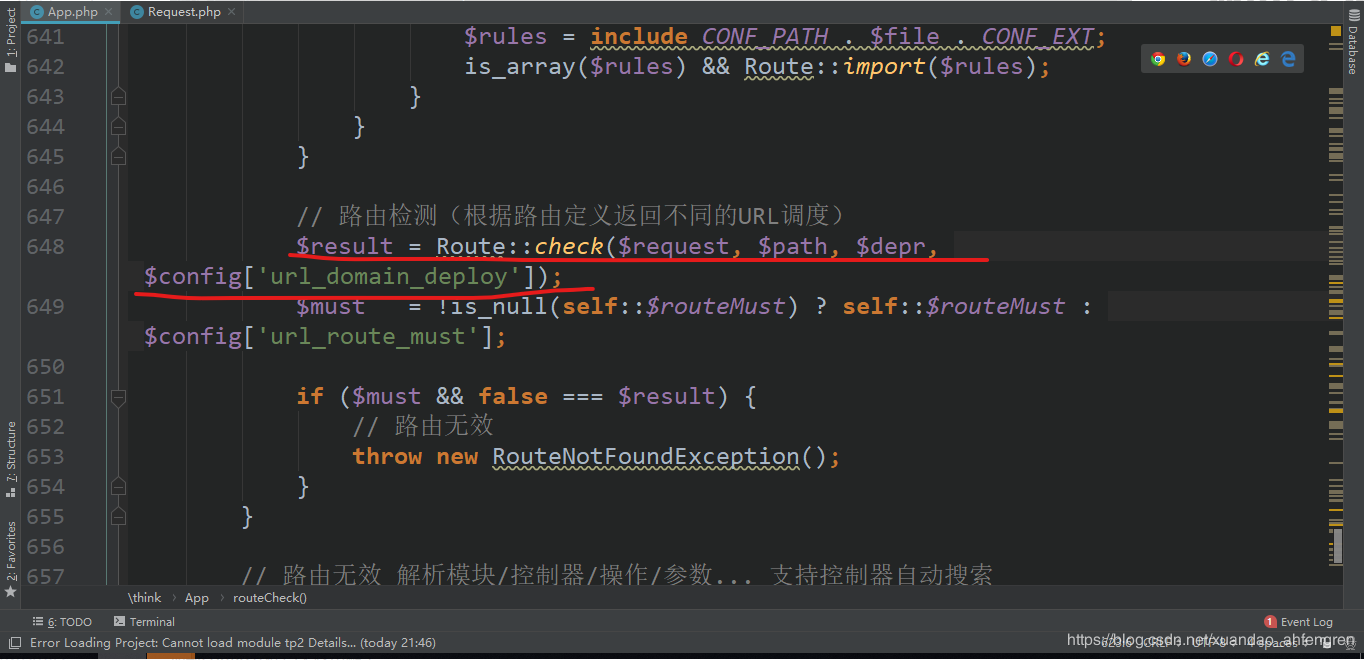 App.php
Request.php
1: Project
Database
641 $rules = include CONF_PATH . $file . CONF_EXT;
642 is_array($rules) && Route::import($rules);
643 }
644 }
645 }
646
647 // 路由检测（根据路由定义返回不同的URL调度）
648 $result = Route::check($request, $path, $depr,
$config['url_domain_deploy']);
649 $must = !is_null(self::$routeMust) ? self::$routeMust :
$config['url_route_must'];
650
651 if ($must && false === $result) {
652 // 路由无效
653 throw new RouteNotFoundException();
654 }
655 }
656
657 // 路由无效 解析模块/控制器/操作/参数... 支持控制器自动搜索
7: Structure
2: Favorites
\think › App › routeCheck()
6: TODO
Terminal
1 Event Log
Error Loading Project: Cannot load module tp2 Details... (today 21:46)
https://blog.csdn.net/xuandao_ahfengren